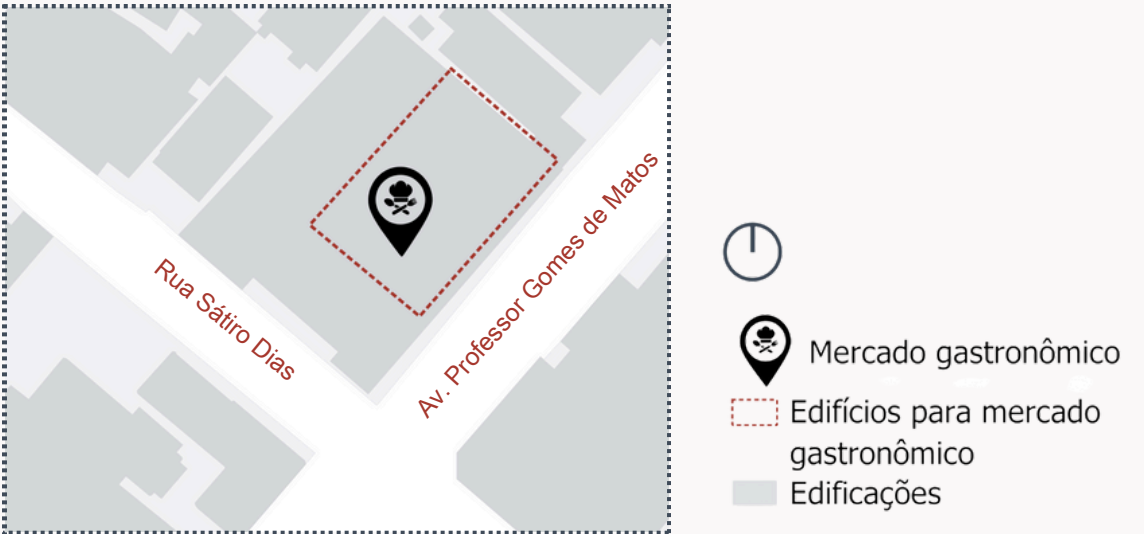 Rua Sátiro Dias
Av. Professor Gomes de Matos
Mercado gastronômico
Edifícios para mercado
gastronômico
Edificações